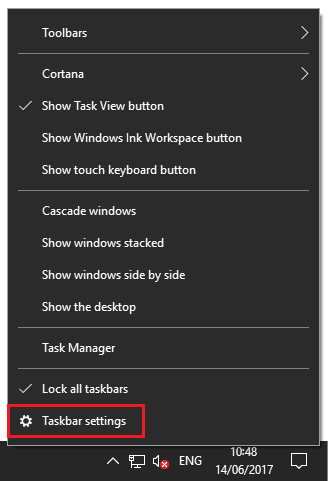 Toolbars
Cortana
Show Task View button
Show Windows Ink Workspace button
Show touch keyboard button
Cascade windows
Show windows stacked
Show windows side by side
Show the desktop
Task Manager
Lock all taskbars
Taskbar settings
ENG
10:48
14/06/2017